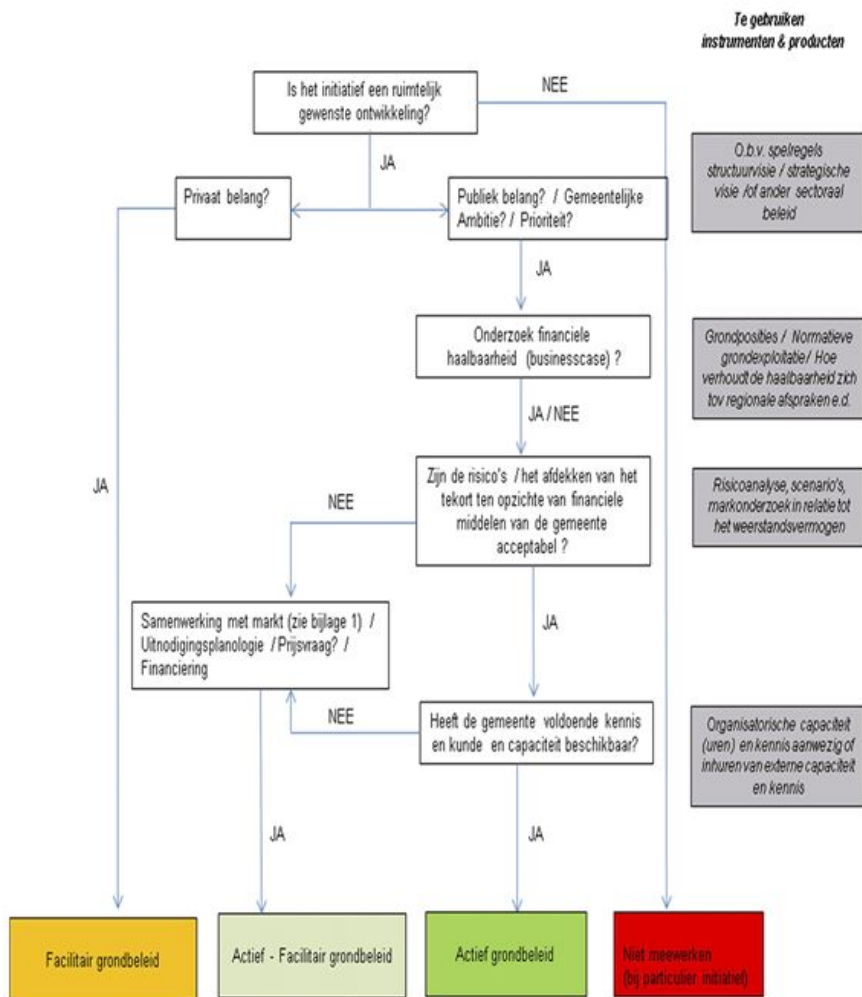 Te gebruiken
instrumenten & producten
Is het initiatief een ruimtelijk
gewenste ontwikkeling?
NEE
JA
O.b.v. spelregels
structuurvisie / strategische
visie /of ander sectoraal
beleid
Privaat belang?
Publiek belang? / Gemeentelijke
Ambitie? / Prioriteit?
JA
Onderzoek financiele
haalbaarheid (businesscase) ?
Grondposities / Normatieve
grondexploitatie/ Hoe
verhoudt de haalbaarheid zich
tov regionale afspraken e.d.
JA / NEE
JA
Zijn de risico's / het afdekken van het
tekort ten opzichte van financiele
middelen van de gemeente
acceptabel ?
NEE
Risicoanalyse, scenario's,
markonderzoek in relatie tot
het weerstandsvermogen
Samenwerking met markt (zie bijlage 1) /
Uitnodigingsplanologie / Prijsvraag? /
Financiering
JA
NEE
Heeft de gemeente voldoende kennis
en kunde en capaciteit beschikbaar?
Organisatorische capaciteit
(uren) en kennis aanwezig of
inhuren van externe capaciteit
en kennis
JA
JA
Facilitair grondbeleid
Actief - Facilitair grondbeleid
Actief grondbeleid
Niet meewerken
(bij particulier initiatief)